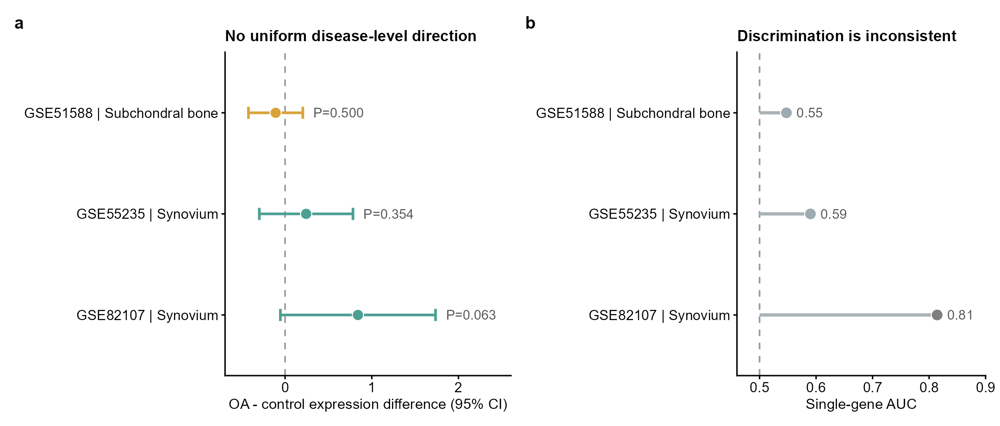 a
No uniform disease-level direction
GSE51588 | Subchondral bone
P=0.500
GSE55235 | Synovium
P=0.354
GSE82107 | Synovium
P=0.063
0 1 2
OA - control expression difference (95% CI)
b
Discrimination is inconsistent
GSE51588 | Subchondral bone
0.55
GSE55235 | Synovium
0.59
GSE82107 | Synovium
0.81
0.5 0.6 0.7 0.8 0.9
Single-gene AUC